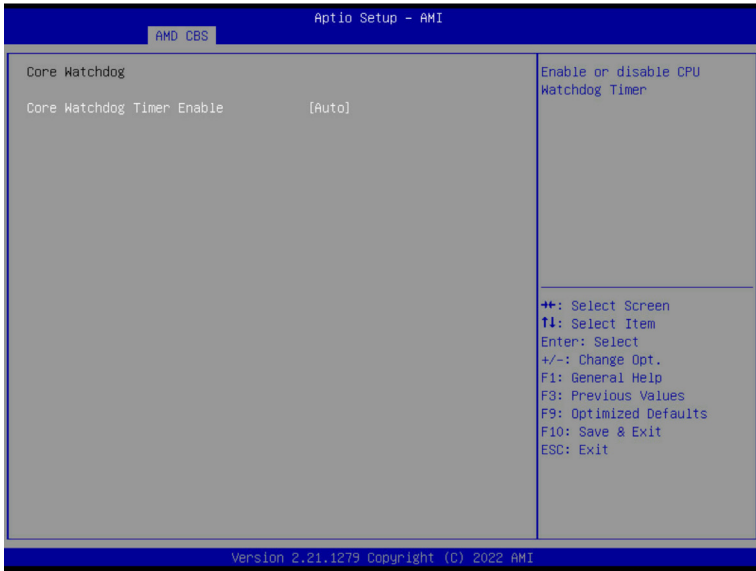 Aptio Setup – AMI
AMD CBS
Core Watchdog
Core Watchdog Timer Enable [Auto]
Enable or disable CPU
Watchdog Timer
→←: Select Screen
↑↓: Select Item
Enter: Select
+/-: Change Opt.
F1: General Help
F3: Previous Values
F9: Optimized Defaults
F10: Save & Exit
ESC: Exit
Version 2.21.1279 Copyright (C) 2022 AMI